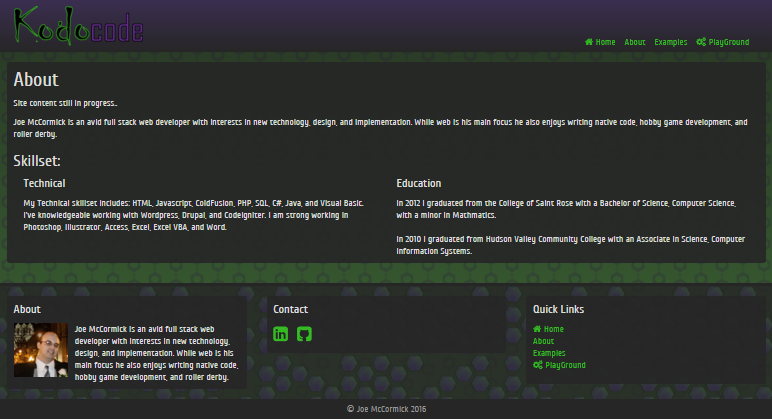 Kodocode
Home About Examples PlayGround
About
Site content still in progress..
Joe McCormick is an avid full stack web developer with interests in new technology, design, and implementation. While web is his main focus he also enjoys writing native code, hobby game development, and
roller derby.
Skillset:
Technical
My Technical skillset includes: HTML, Javascript, ColdFusion, PHP, SQL, C#, Java, and Visual Basic.
I've knowledgeable working with Wordpress, Drupal, and CodeIgniter. I am strong working in
Photoshop, Illustrator, Access, Excel, Excel VBA, and Word.
Education
In 2012 I graduated from the College of Saint Rose with a Bachelor of Science, Computer Science,
with a minor in Mathmatics.
In 2010 I graduated from Hudson Valley Community College with an Associate in Science, Computer
Information Systems.
About
Joe McCormick is an avid full stack web
developer with interests in new technology,
design, and implementation. While web is his
main focus he also enjoys writing native code,
hobby game development, and roller derby.
Contact
Quick Links
Home
About
Examples
PlayGround
© Joe McCormick 2016